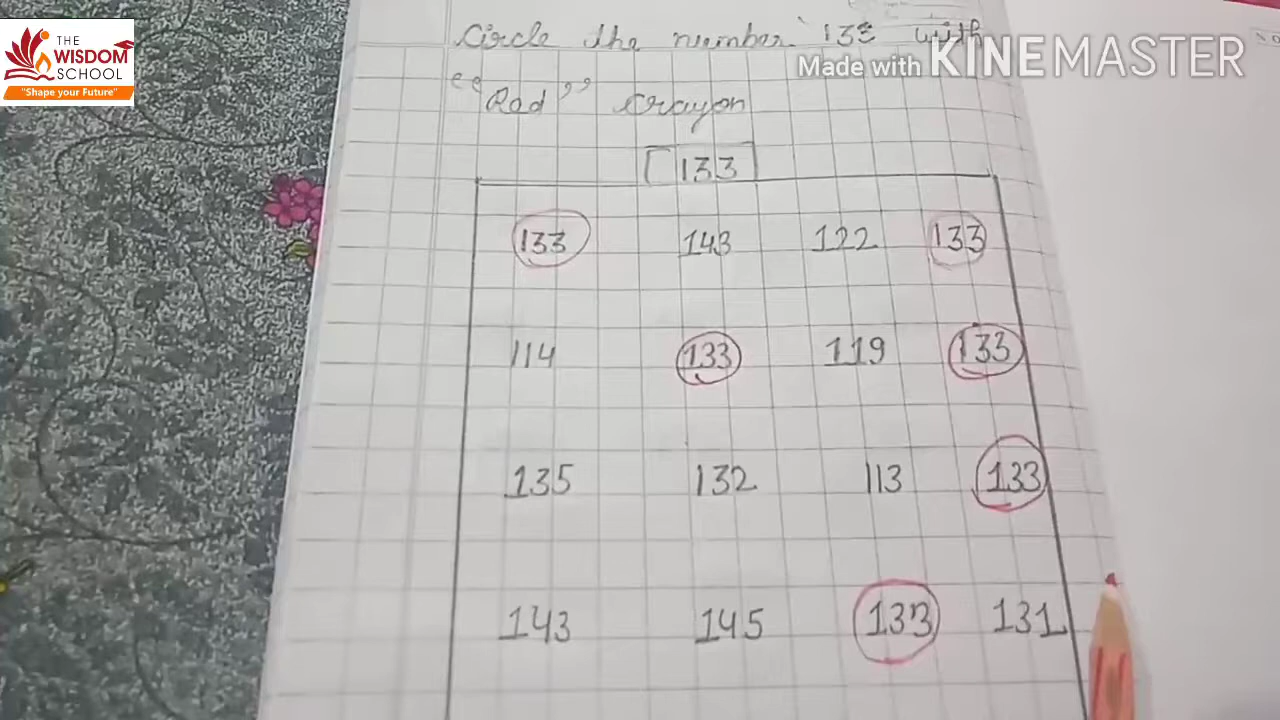 THE
WISDOM
SCHOOL
"Shape your Future"
Circle the number '133 with
Made with KINEMASTER
"Red" crayon
133
133 143 122 133
114 133 119 133
135 132 113 133
143 145 133 131